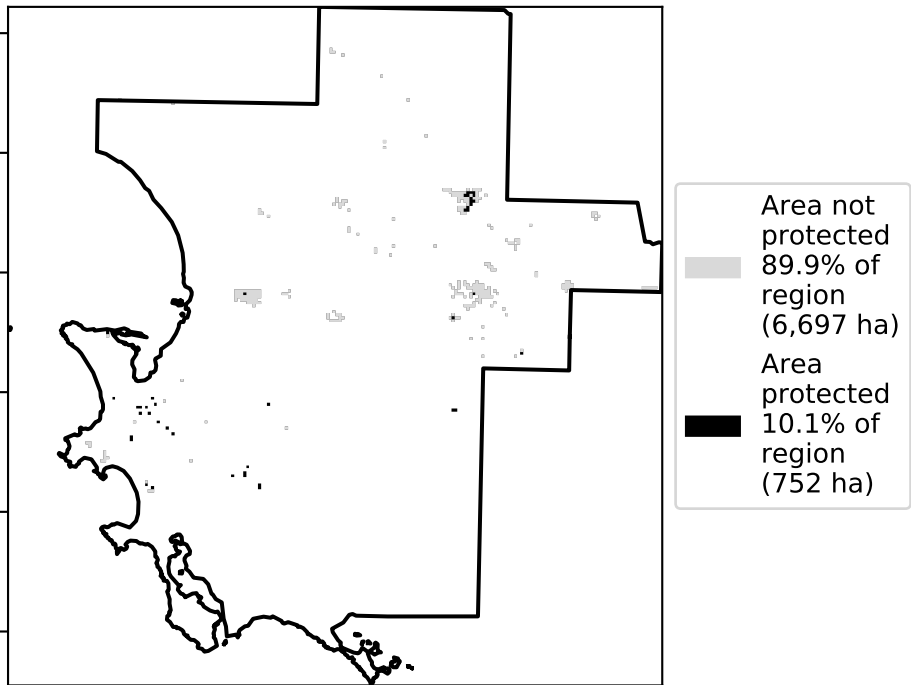 Area not
protected
89.9% of
region
(6,697 ha)
Area
protected
10.1% of
region
(752 ha)